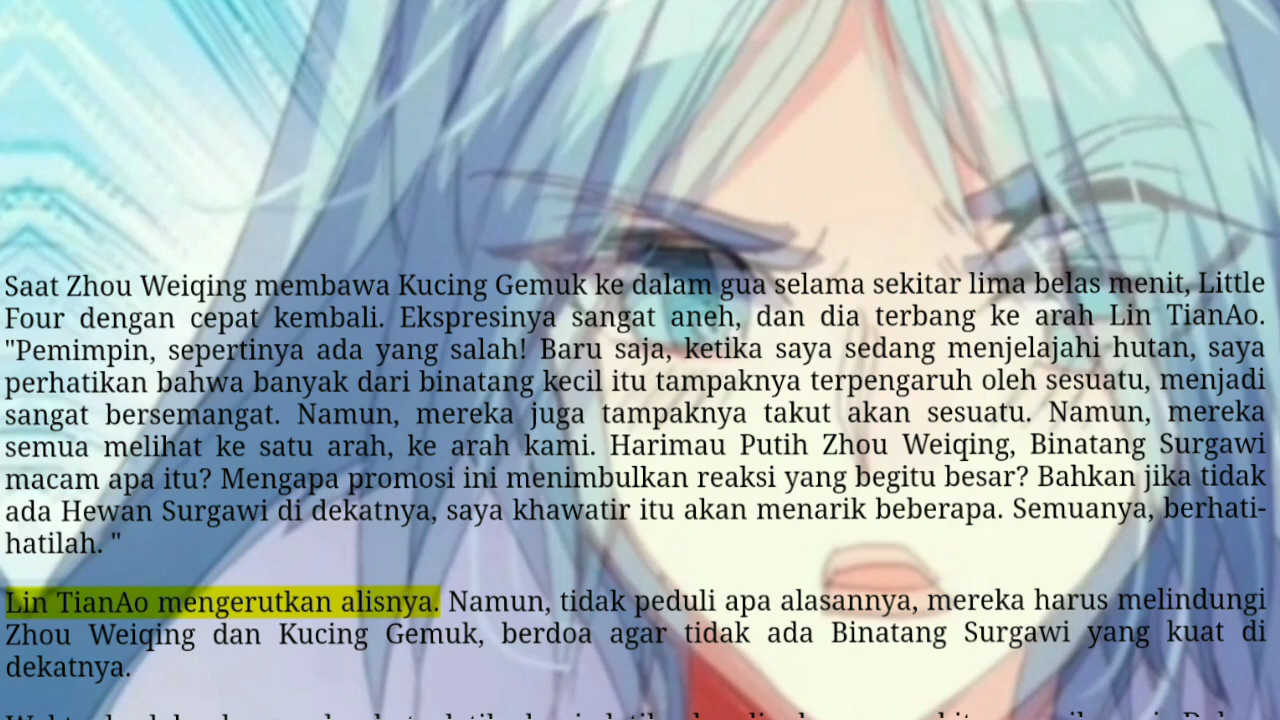 Saat Zhou Weiqing membawa Kucing Gemuk ke dalam gua selama sekitar lima belas menit, Little
Four dengan cepat kembali. Ekspresinya sangat aneh, dan dia terbang ke arah Lin TianAo.
"Pemimpin, sepertinya ada yang salah! Baru saja, ketika saya sedang menjelajahi hutan, saya
perhatikan bahwa banyak dari binatang kecil itu tampaknya terpengaruh oleh sesuatu, menjadi
sangat bersemangat. Namun, mereka juga tampaknya takut akan sesuatu. Namun, mereka
semua melihat ke satu arah, ke arah kami. Harimau Putih Zhou Weiqing, Binatang Surgawi
macam apa itu? Mengapa promosi ini menimbulkan reaksi yang begitu besar? Bahkan jika tidak
ada Hewan Surgawi di dekatnya, saya khawatir itu akan menarik beberapa. Semuanya, berhati-
hatilah. "
Lin TianAo mengerutkan alisnya. Namun, tidak peduli apa alasannya, mereka harus melindungi
Zhou Weiqing dan Kucing Gemuk, berdoa agar tidak ada Binatang Surgawi yang kuat di
dekatnya.